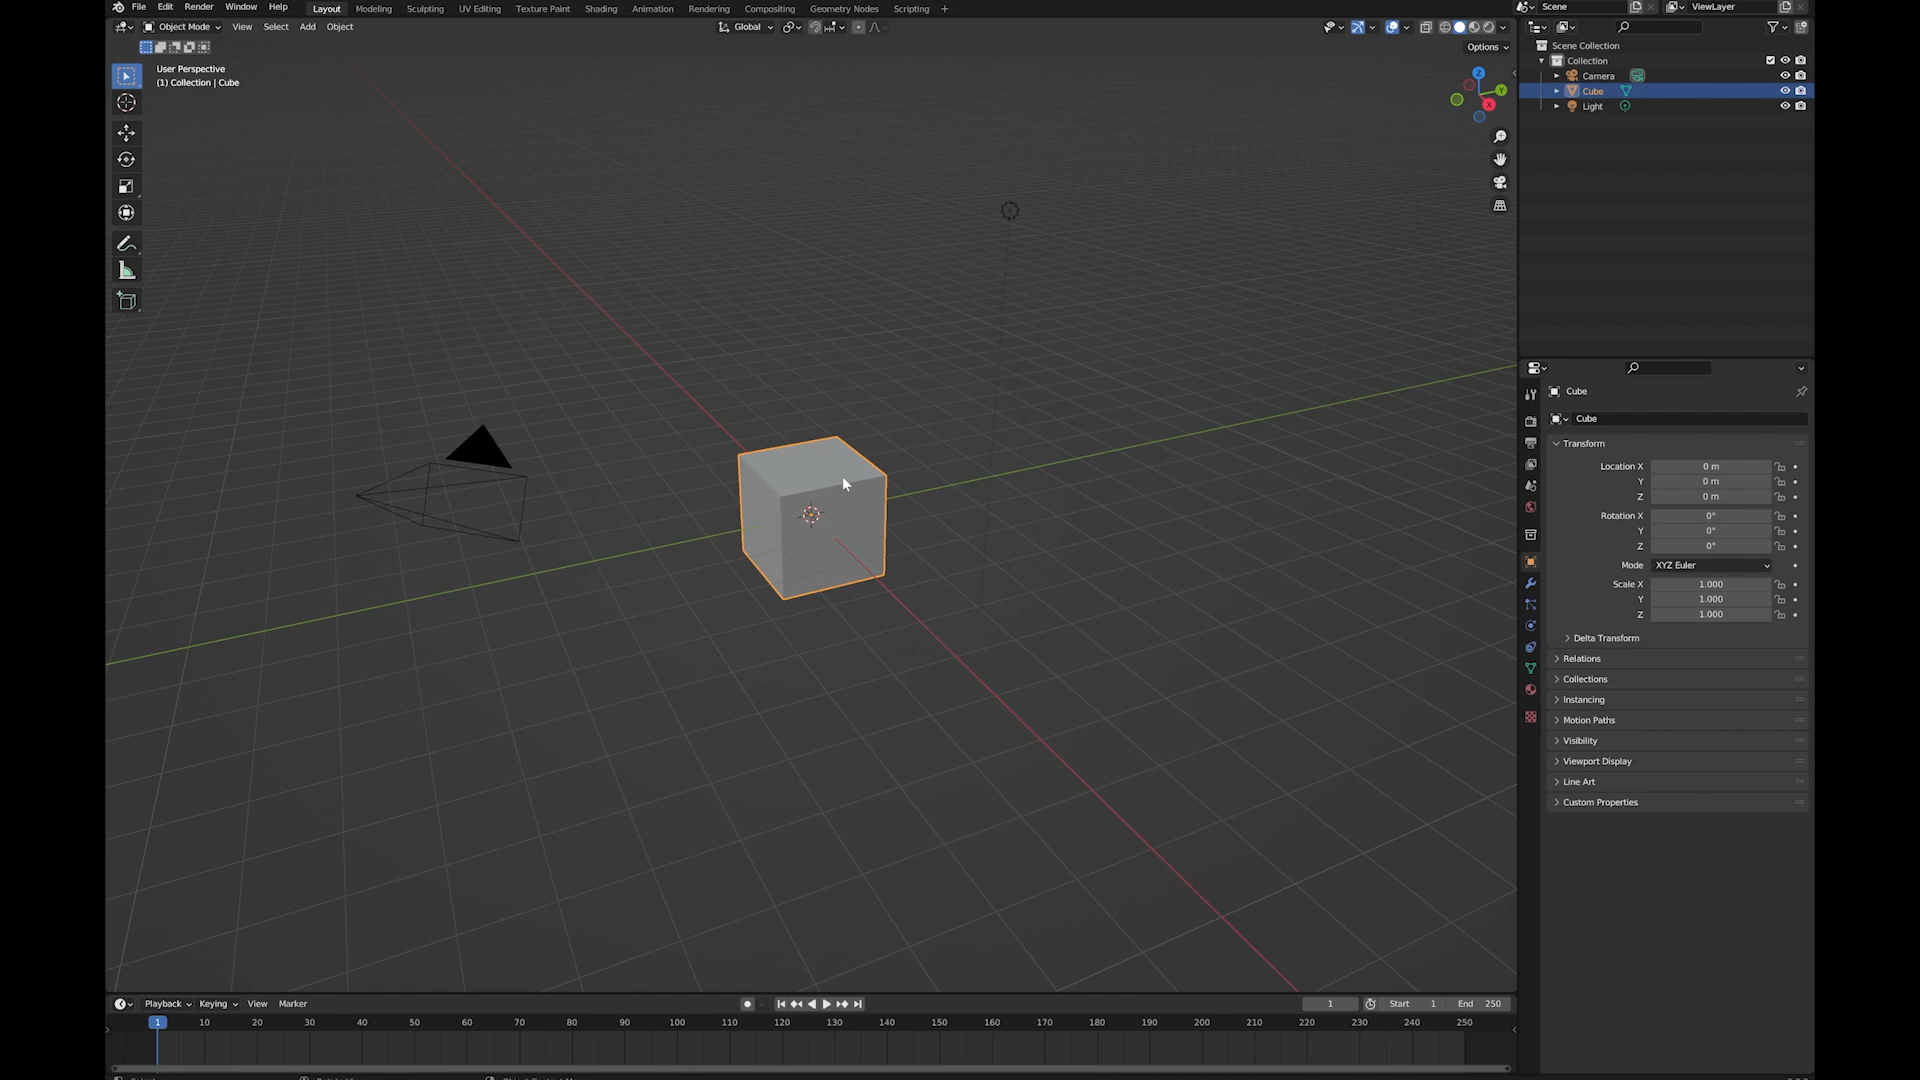 File Edit Render Window Help Layout Modeling Sculpting UV Editing Texture Paint Shading Animation Rendering Compositing Geometry Nodes Scripting + Scene ViewLayer
Object Mode View Select Add Object Global
Options
User Perspective
(1) Collection | Cube
Z
Y
X
Scene Collection
Collection
Camera
Cube
Light
Cube
Cube
Transform
Location X 0 m
Y 0 m
Z 0 m
Rotation X 0°
Y 0°
Z 0°
Mode XYZ Euler
Scale X 1.000
Y 1.000
Z 1.000
Delta Transform
Relations
Collections
Instancing
Motion Paths
Visibility
Viewport Display
Line Art
Custom Properties
Playback Keying View Marker 1 Start 1 End 250
1 10 20 30 40 50 60 70 80 90 100 110 120 130 140 150 160 170 180 190 200 210 220 230 240 250